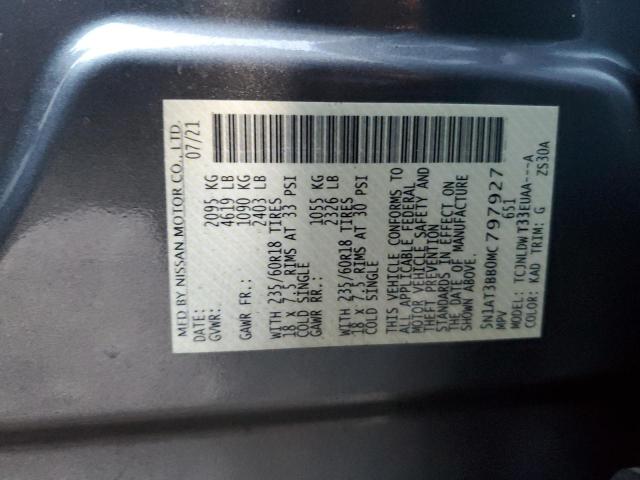 MFD BY NISSAN MOTOR CO., LTD.
DATE: 07/21
GVWR: 2095 KG
4619 LB
GAWR FR.: 1090 KG
2403 LB
WITH 235/60R18 TIRES
18 x 7.5 RIMS AT 33 PSI
COLD SINGLE
GAWR RR.: 1055 KG
2326 LB
WITH 235/60R18 TIRES
18 x 7.5 RIMS AT 30 PSI
COLD SINGLE
THIS VEHICLE CONFORMS TO
ALL APPLICABLE FEDERAL
MOTOR VEHICLE SAFETY AND
THEFT PREVENTION
STANDARDS IN EFFECT ON
THE DATE OF MANUFACTURE
SHOWN ABOVE.
5N1AT3BB0MC797927
MPV 651
MODEL: TCJNLDWT33EUAA---A
COLOR: KAD TRIM: G ZS30A